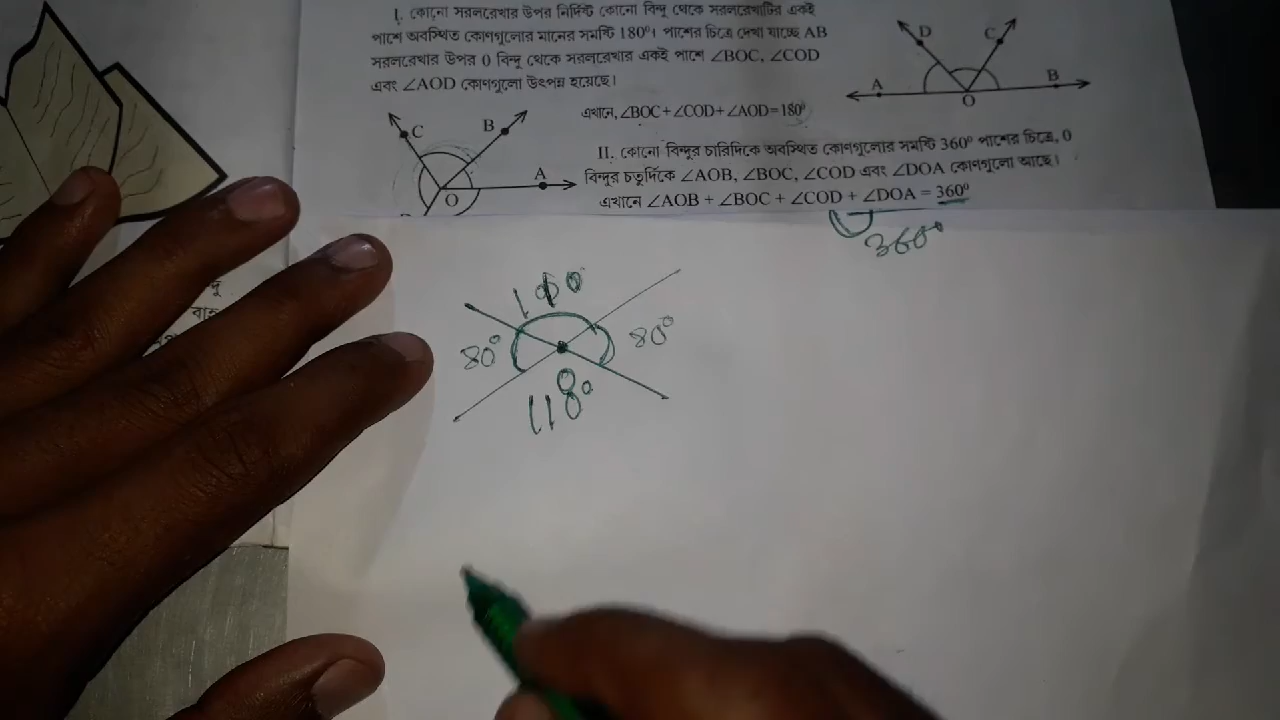 I. কোনো সরলরেখার উপর নির্দিষ্ট কোনো বিন্দু থেকে সরলরেখাটির একই
পাশে অবস্থিত কোণগুলোর মানের সমষ্টি 180°। পাশের চিত্রে দেখা যাচ্ছে AB
সরলরেখার উপর 0 বিন্দু থেকে সরলরেখার একই পাশে ∠BOC, ∠COD
এবং ∠AOD কোণগুলো উৎপন্ন হয়েছে।
D C
A B
O
এখানে, ∠BOC+∠COD+∠AOD=180°
C B
A
O
II. কোনো বিন্দুর চারিদিকে অবস্থিত কোণগুলোর সমষ্টি 360° পাশের চিত্রে, 0
বিন্দুর চতুর্দিকে ∠AOB, ∠BOC, ∠COD এবং ∠DOA কোণগুলো আছে।
এখানে ∠AOB + ∠BOC + ∠COD + ∠DOA = 360°
360°
80° 80°